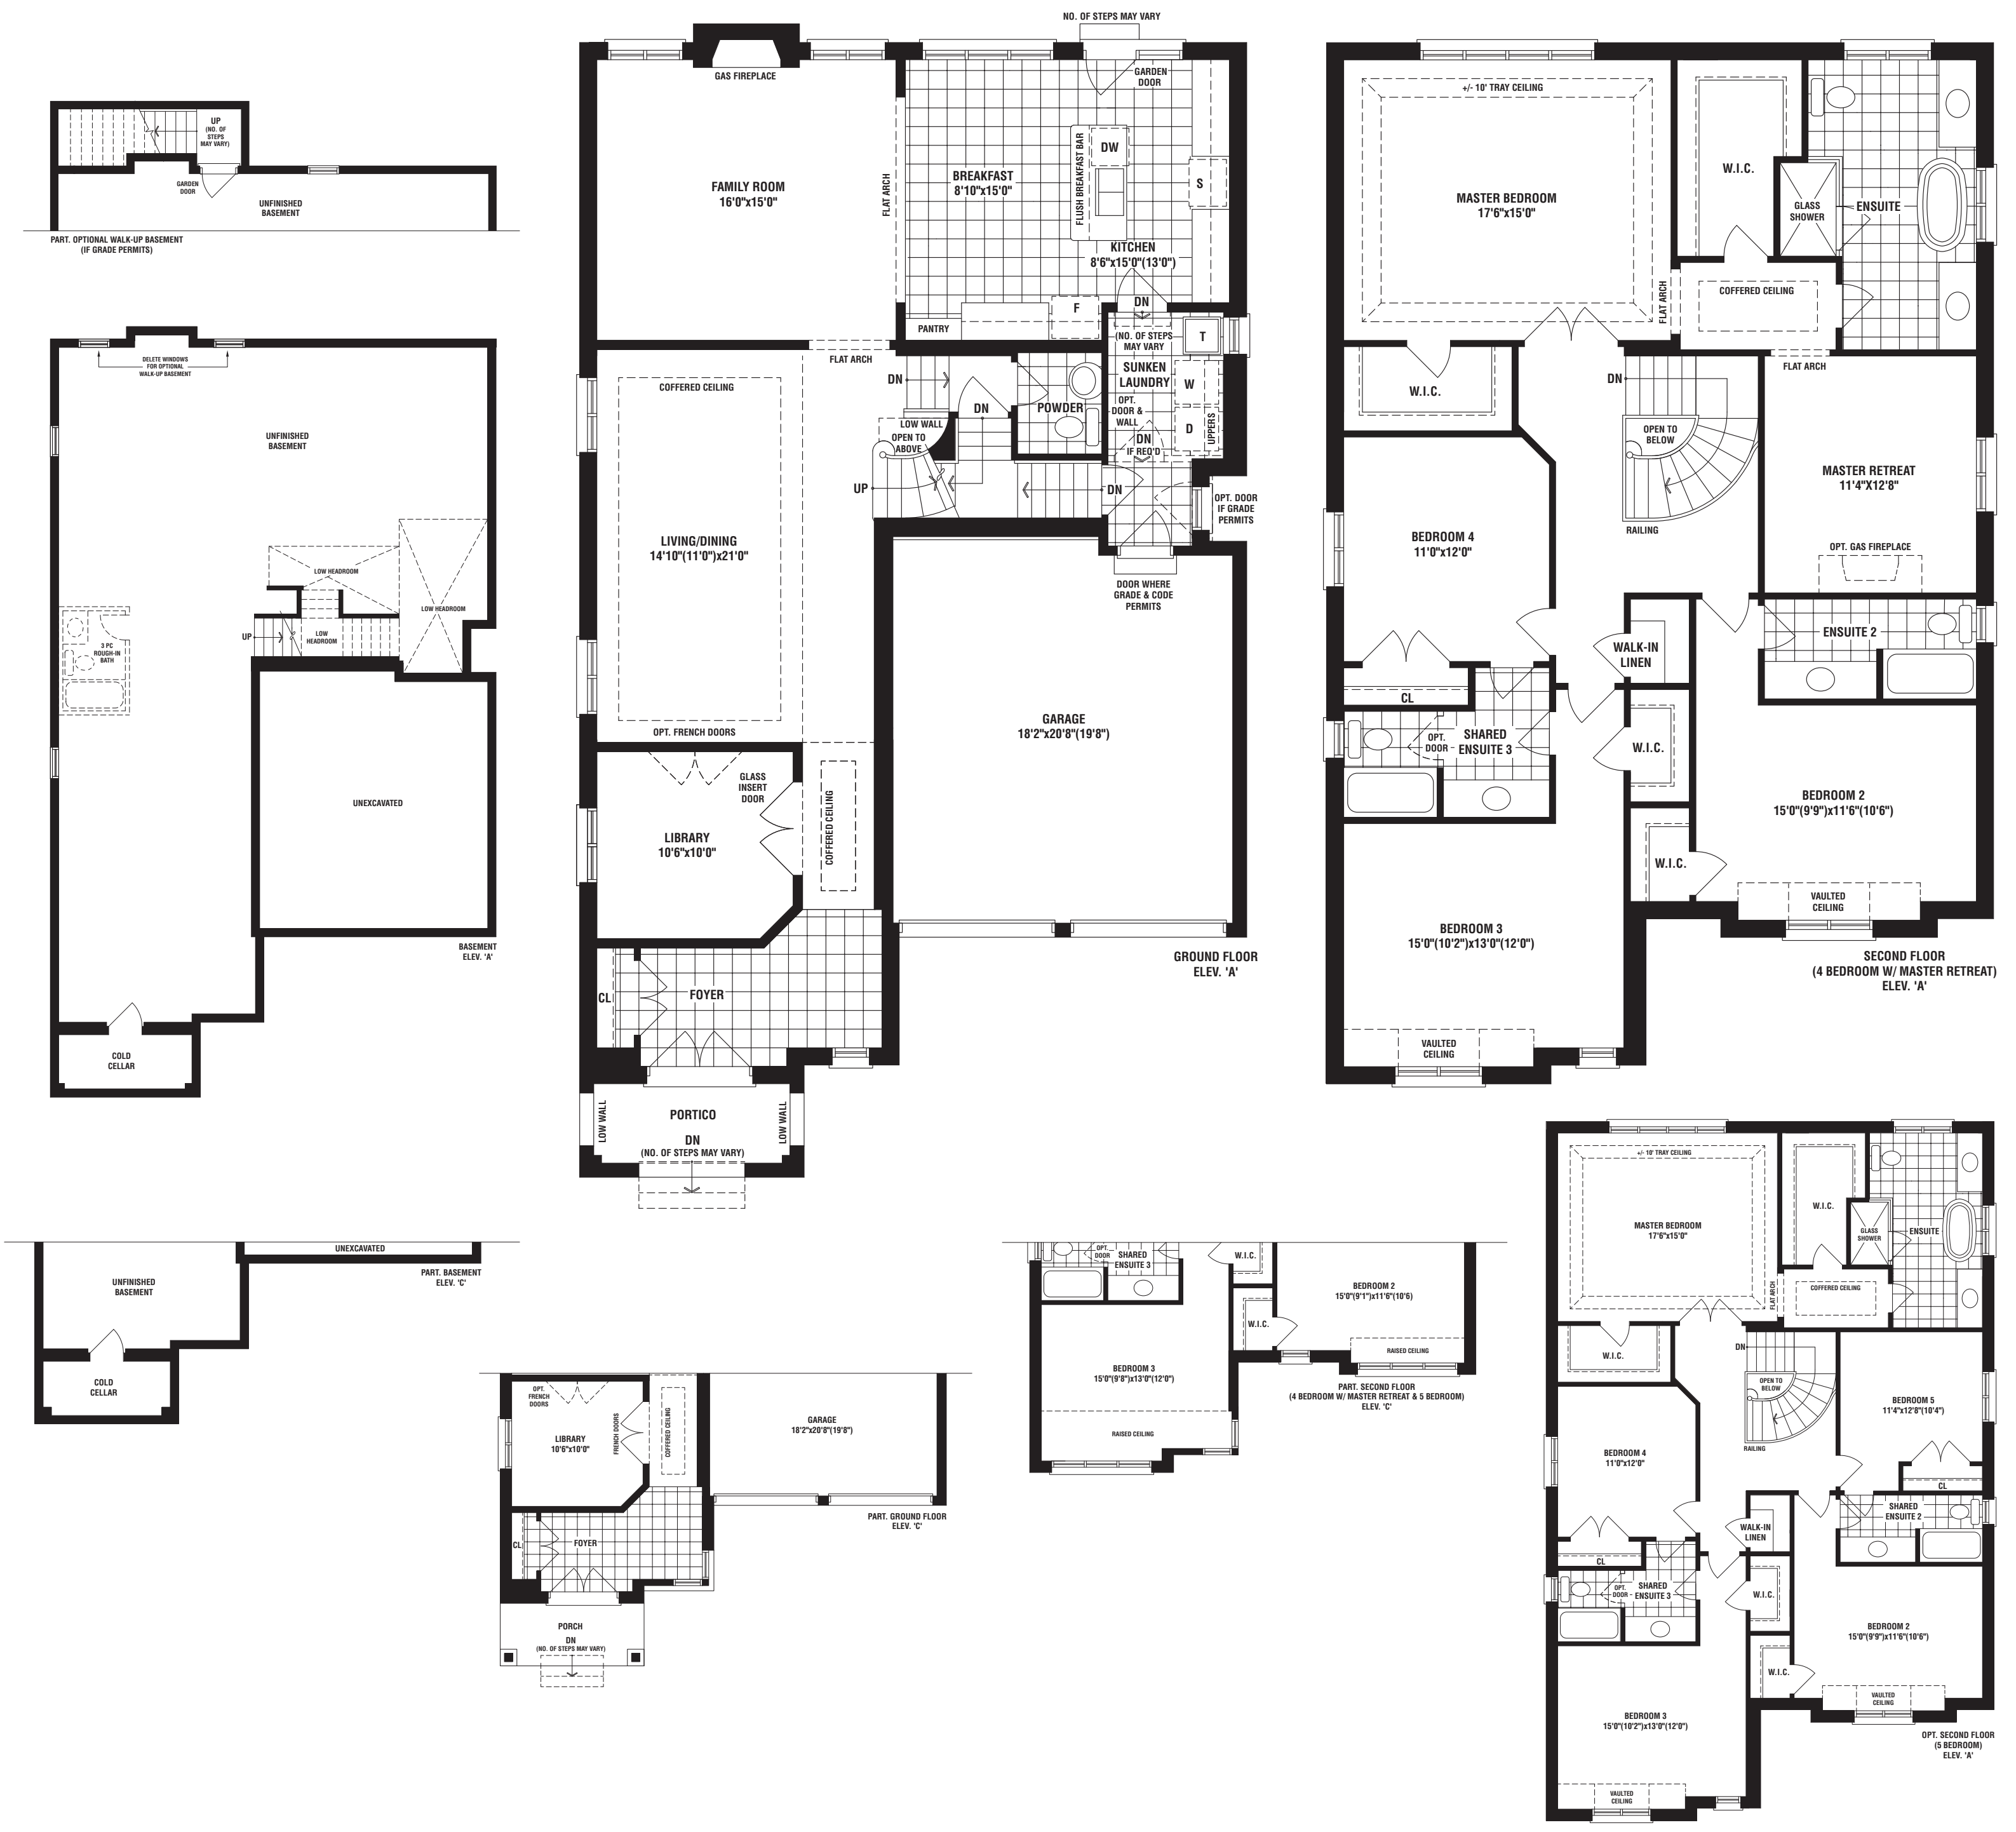 UP
(NO. OF
STEPS
MAY VARY)
GARDEN
DOOR
UNFINISHED
BASEMENT
PART. OPTIONAL WALK-UP BASEMENT
(IF GRADE PERMITS)
DELETE WINDOWS
FOR OPTIONAL
WALK-UP BASEMENT
UNFINISHED
BASEMENT
LOW HEADROOM
LOW HEADROOM
UP
LOW
HEADROOM
3 PC
ROUGH-IN
BATH
UNEXCAVATED
BASEMENT
ELEV. 'A'
COLD
CELLAR
NO. OF STEPS MAY VARY
GAS FIREPLACE
GARDEN
DOOR
FAMILY ROOM
16'0"x15'0"
FLAT ARCH
BREAKFAST
8'10"x15'0"
FLUSH BREAKFAST BAR
DW
S
KITCHEN
8'6"x15'0"(13'0")
DN
F
PANTRY
(NO. OF STEPS
MAY VARY
T
FLAT ARCH
SUNKEN
LAUNDRY
W
DN
COFFERED CEILING
DN
POWDER
OPT.
DOOR &
WALL
D
UPPERS
LOW WALL
OPEN TO
ABOVE
DN
IF REQ'D
UP
DN
OPT. DOOR
IF GRADE
PERMITS
LIVING/DINING
14'10"(11'0")x21'0"
DOOR WHERE
GRADE & CODE
PERMITS
OPT. FRENCH DOORS
GARAGE
18'2"x20'8"(19'8")
GLASS
INSERT
DOOR
LIBRARY
10'6"x10'0"
COFFERED CEILING
CL
FOYER
GROUND FLOOR
ELEV. 'A'
LOW WALL
PORTICO
LOW WALL
DN
(NO. OF STEPS MAY VARY)
+/- 10' TRAY CEILING
MASTER BEDROOM
17'6"x15'0"
W.I.C.
GLASS
SHOWER
ENSUITE
FLAT ARCH
COFFERED CEILING
FLAT ARCH
W.I.C.
DN
OPEN TO
BELOW
RAILING
MASTER RETREAT
11'4"X12'8"
OPT. GAS FIREPLACE
BEDROOM 4
11'0"x12'0"
WALK-IN
LINEN
ENSUITE 2
CL
OPT.
DOOR
SHARED
ENSUITE 3
W.I.C.
BEDROOM 2
15'0"(9'9")x11'6"(10'6")
W.I.C.
VAULTED
CEILING
BEDROOM 3
15'0"(10'2")x13'0"(12'0")
VAULTED
CEILING
SECOND FLOOR
(4 BEDROOM W/ MASTER RETREAT)
ELEV. 'A'
UNEXCAVATED
UNFINISHED
BASEMENT
PART. BASEMENT
ELEV. 'C'
COLD
CELLAR
OPT.
FRENCH
DOORS
LIBRARY
10'6"x10'0"
FRENCH DOORS
COFFERED CEILING
GARAGE
18'2"x20'8"(19'8")
PART. GROUND FLOOR
ELEV. 'C'
CL
FOYER
PORCH
DN
(NO. OF STEPS MAY VARY)
OPT.
DOOR
SHARED
ENSUITE 3
W.I.C.
BEDROOM 2
15'0"(9'1")x11'6"(10'6)
W.I.C.
RAISED CEILING
BEDROOM 3
15'0"(9'8")x13'0"(12'0")
RAISED CEILING
PART. SECOND FLOOR
(4 BEDROOM W/ MASTER RETREAT & 5 BEDROOM)
ELEV. 'C'
+/- 10' TRAY CEILING
MASTER BEDROOM
17'6"x15'0"
W.I.C.
GLASS
SHOWER
ENSUITE
FLAT ARCH
COFFERED CEILING
W.I.C.
DN
OPEN TO
BELOW
RAILING
BEDROOM 5
11'4"x12'8"(10'4")
CL
BEDROOM 4
11'0"x12'0"
WALK-IN
LINEN
SHARED
ENSUITE 2
CL
OPT.
DOOR
SHARED
ENSUITE 3
W.I.C.
BEDROOM 2
15'0"(9'9")x11'6"(10'6")
W.I.C.
VAULTED
CEILING
BEDROOM 3
15'0"(10'2")x13'0"(12'0")
VAULTED
CEILING
OPT. SECOND FLOOR
(5 BEDROOM)
ELEV. 'A'